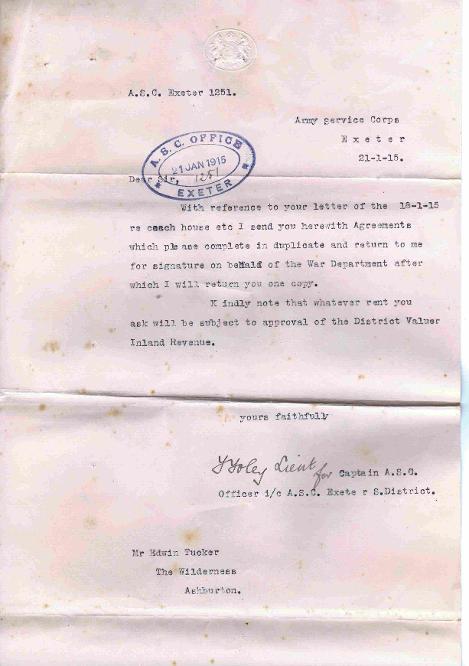 A.S.C. Exeter 1251.
Army service Corps
Exeter
21-1-15.
A.S.C. OFFICE
21 JAN 1915
1251
EXETER
Dear Sir,
With reference to your letter of the 18-1-15
re coach house etc I send you herewith Agreements
which please complete in duplicate and return to me
for signature on behalf of the War Department after
which I will return you one copy.
K indly note that whatever rent you
ask will be subject to approval of the District Valuer
Inland Revenue.
yours faithfully
Foley Lieut for Captain A.S.C.
Officer i/c A.S.C. Exete r S.District.
Mr Edwin Tucker
The Wilderness
Ashburton.